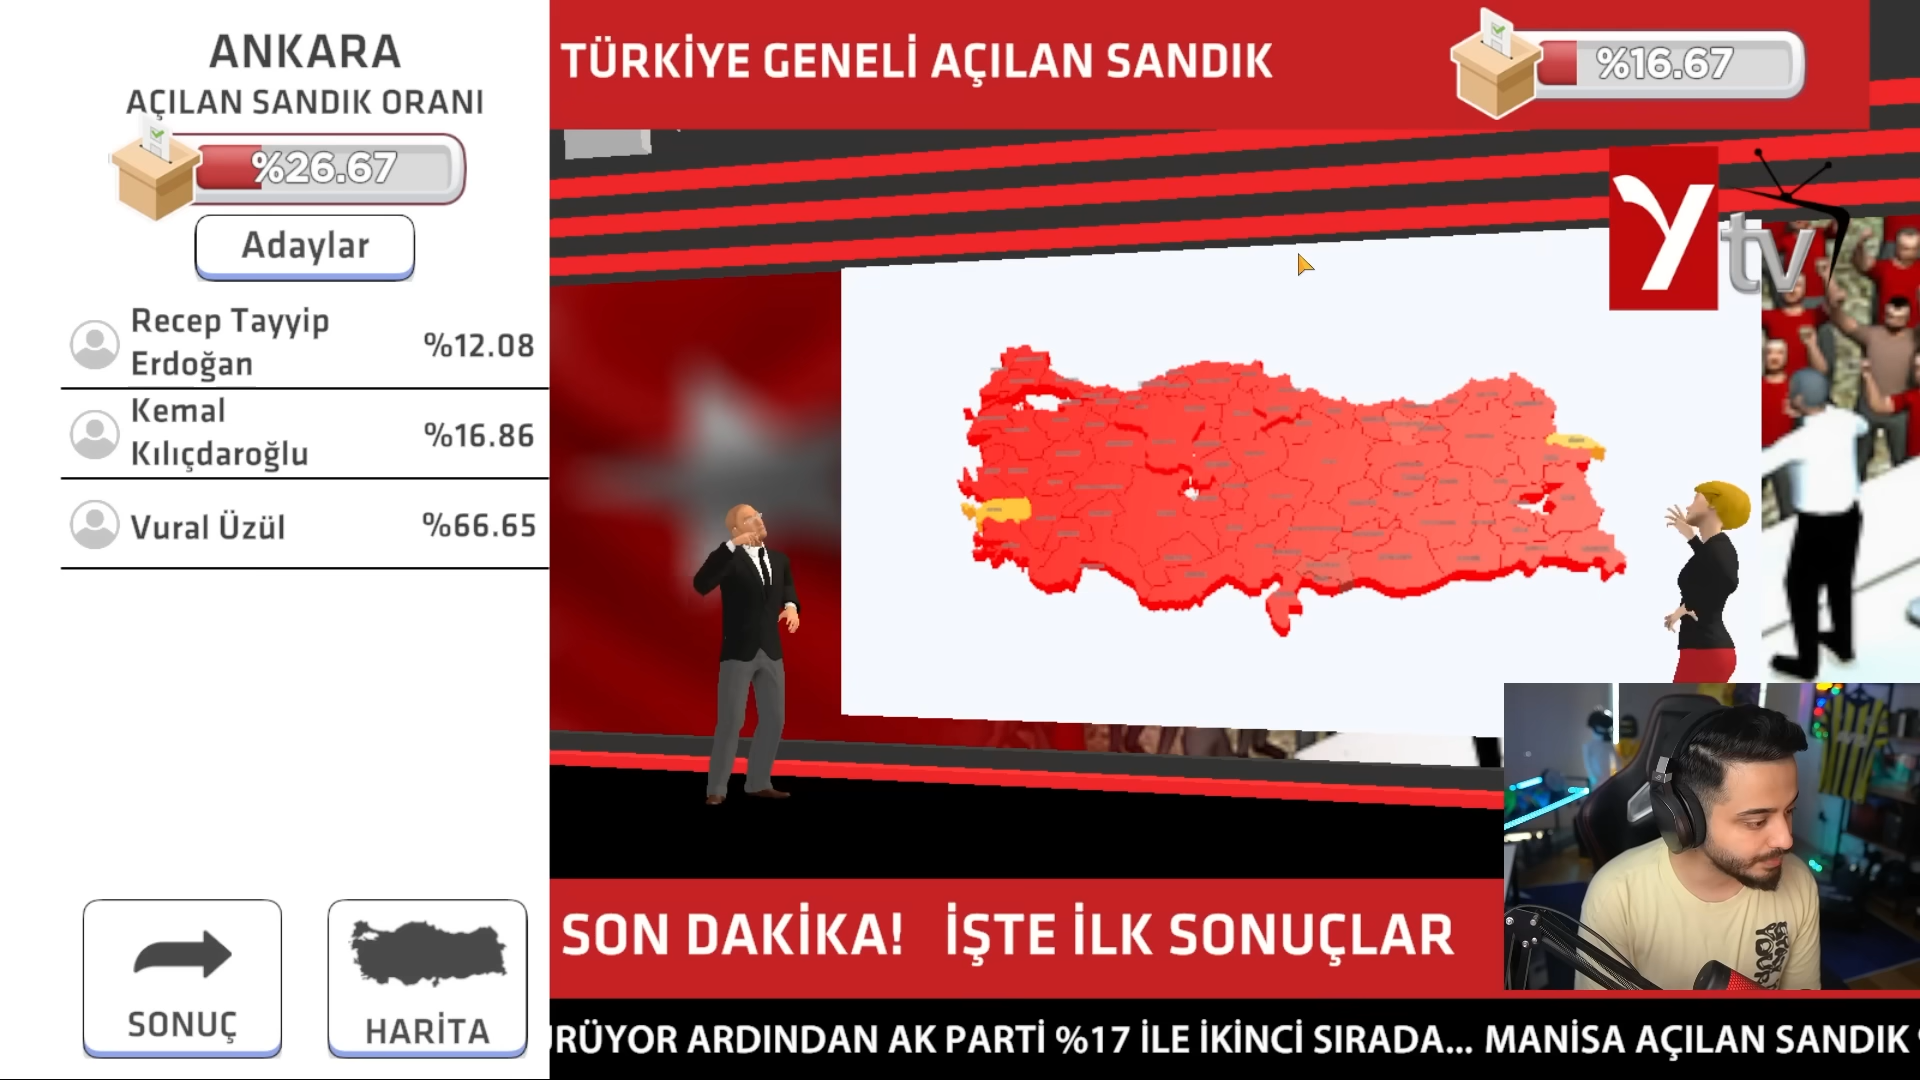 ANKARA
AÇILAN SANDIK ORANI
%26.67
Adaylar
Recep Tayyip
Erdoğan
%12.08
Kemal
Kılıçdaroğlu
%16.86
Vural Üzül
%66.65
SONUÇ
HARİTA
TÜRKİYE GENELİ AÇILAN SANDIK
%16.67
y tv
SON DAKİKA! İŞTE İLK SONUÇLAR
RÜYOR ARDINDAN AK PARTİ %17 İLE İKİNCİ SIRADA... MANİSA AÇILAN SANDIK